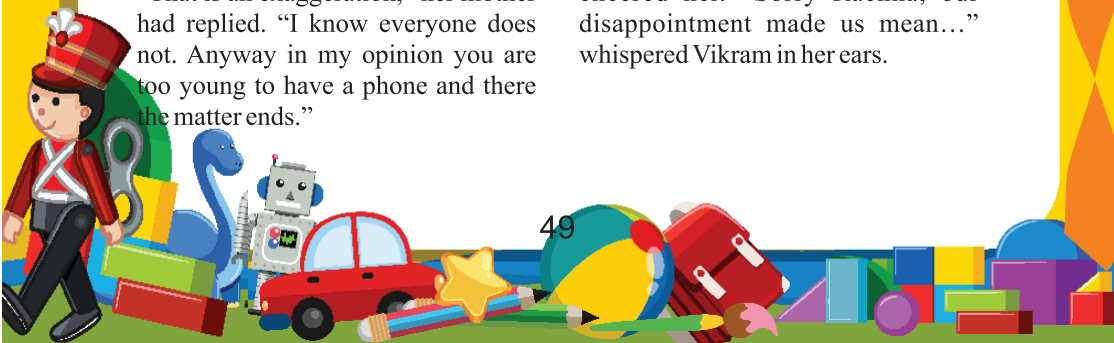 had replied. “I know everyone does
not. Anyway in my opinion you are
too young to have a phone and there
the matter ends.”
disappointment made us mean…”
whispered Vikram in her ears.
49